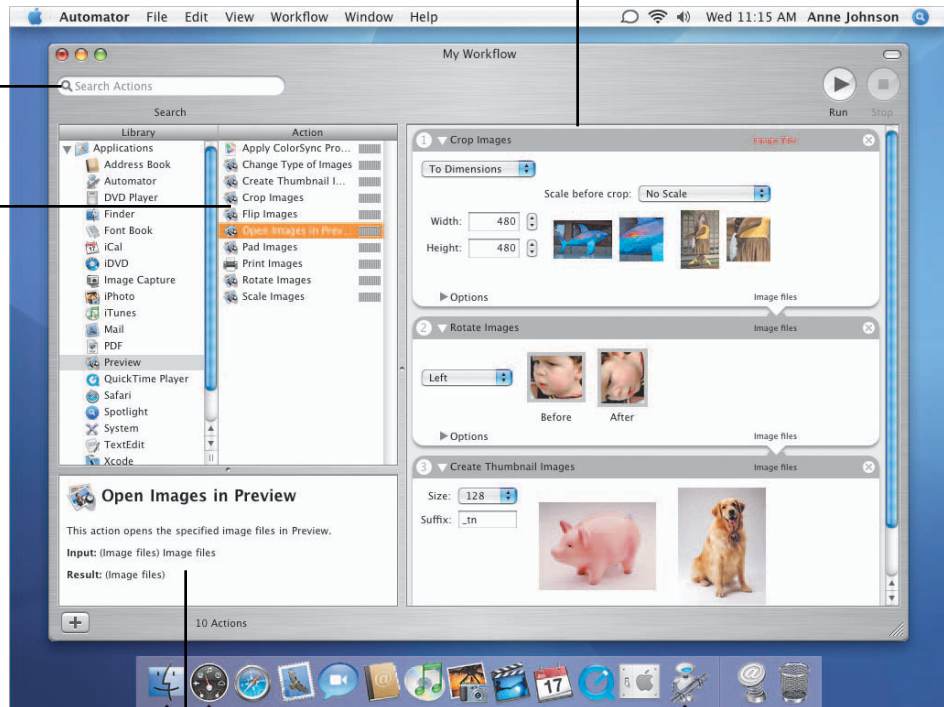 Automator File Edit View Workflow Window Help Wed 11:15 AM Anne Johnson
My Workflow
Search Actions
Search
Run Stop
Library
Applications
Address Book
Automator
DVD Player
Finder
Font Book
iCal
iDVD
Image Capture
iPhoto
iTunes
Mail
PDF
Preview
QuickTime Player
Safari
Spotlight
System
TextEdit
Xcode
Action
Apply ColorSync Pro...
Change Type of Images
Create Thumbnail I...
Crop Images
Flip Images
Open Images in Prev...
Pad Images
Print Images
Rotate Images
Scale Images
Open Images in Preview
This action opens the specified image files in Preview.
Input: (Image files) Image files
Result: (Image files)
10 Actions
1 Crop Images Image files
To Dimensions
Scale before crop: No Scale
Width: 480
Height: 480
Options Image files
2 Rotate Images Image files
Left
Before After
Options Image files
3 Create Thumbnail Images Image files
Size: 128
Suffix: _tn
17